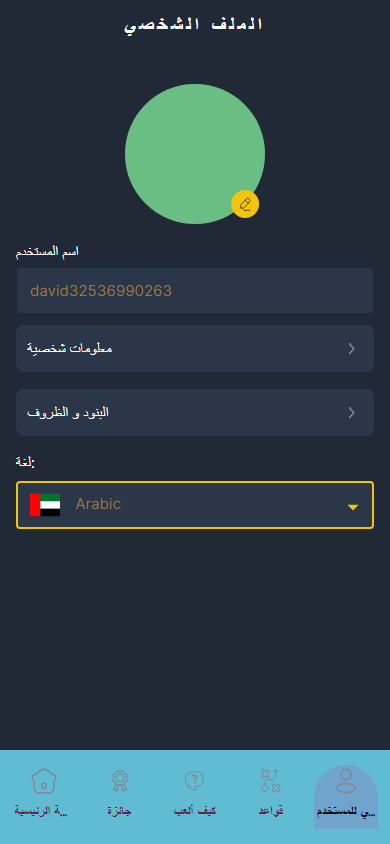 الملف الشخصي
اسم المستخدم
david32536990263
معلومات شخصية
البنود و الظروف
لغة:
Arabic
ة الرئيسية...
جائزة
كيف ألعب
قواعد
ي للمستخدم...